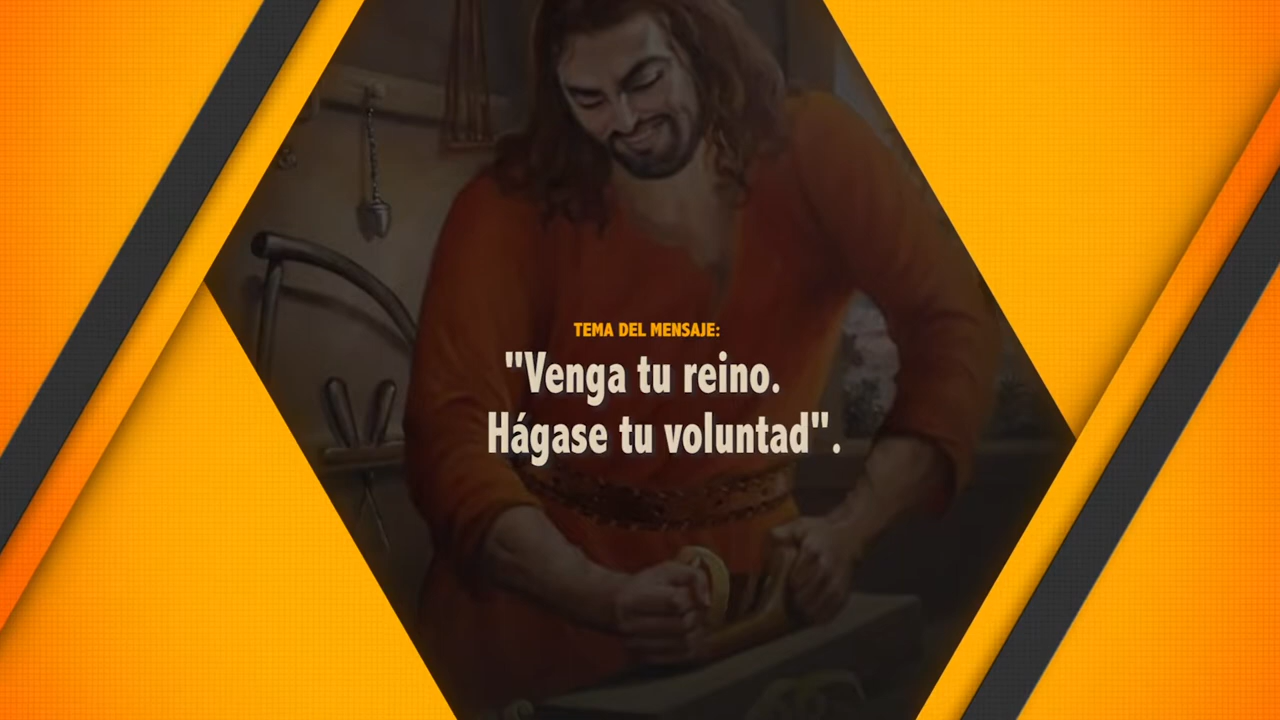 TEMA DEL MENSAJE:
"Venga tu reino.
Hágase tu voluntad".